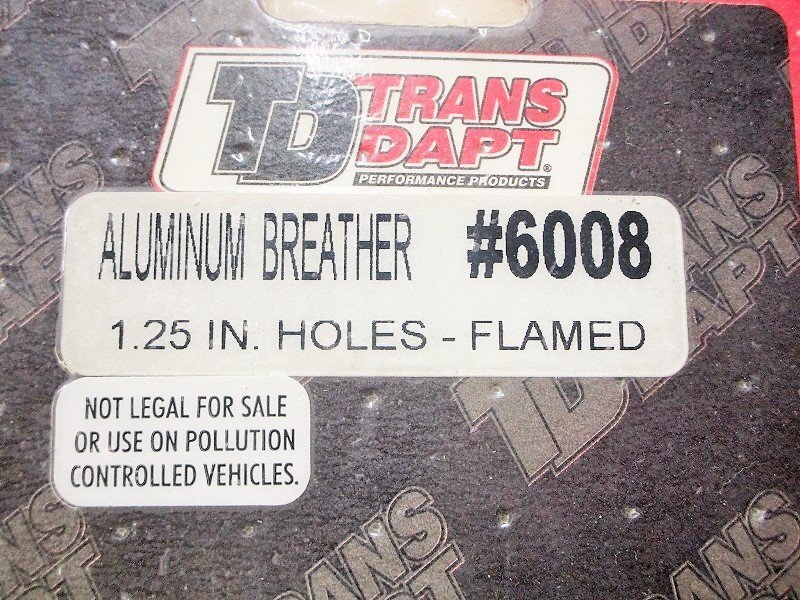 TD TRANS
DAPT®
PERFORMANCE PRODUCTS
ALUMINUM BREATHER #6008
1.25 IN. HOLES - FLAMED
NOT LEGAL FOR SALE
OR USE ON POLLUTION
CONTROLLED VEHICLES.